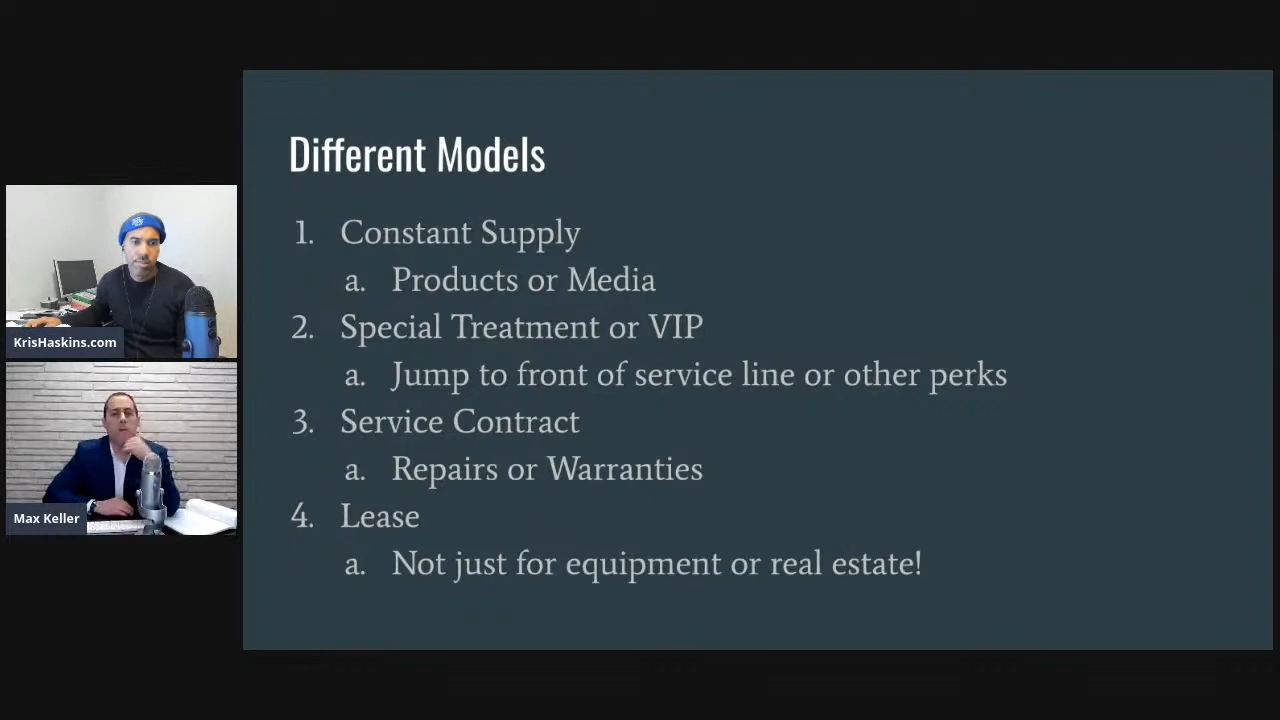 Different Models
1. Constant Supply
a. Products or Media
2. Special Treatment or VIP
a. Jump to front of service line or other perks
3. Service Contract
a. Repairs or Warranties
4. Lease
a. Not just for equipment or real estate!
KrisHaskins.com
Max Keller